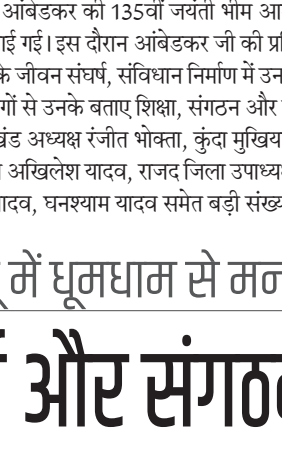 आंबेडकर की 135वीं जयंती भीम आ
ाई गई। इस दौरान आंबेडकर जी की प्र
के जीवन संघर्ष, संविधान निर्माण में उन
गों से उनके बताए शिक्षा, संगठन और
खंड अध्यक्ष रंजीत भोक्ता, कुंदा मुखिय
अखिलेश यादव, राजद जिला उपाध्य
यादव, घनश्याम यादव समेत बड़ी संख्य
में धूमधाम से मन
और संगठ